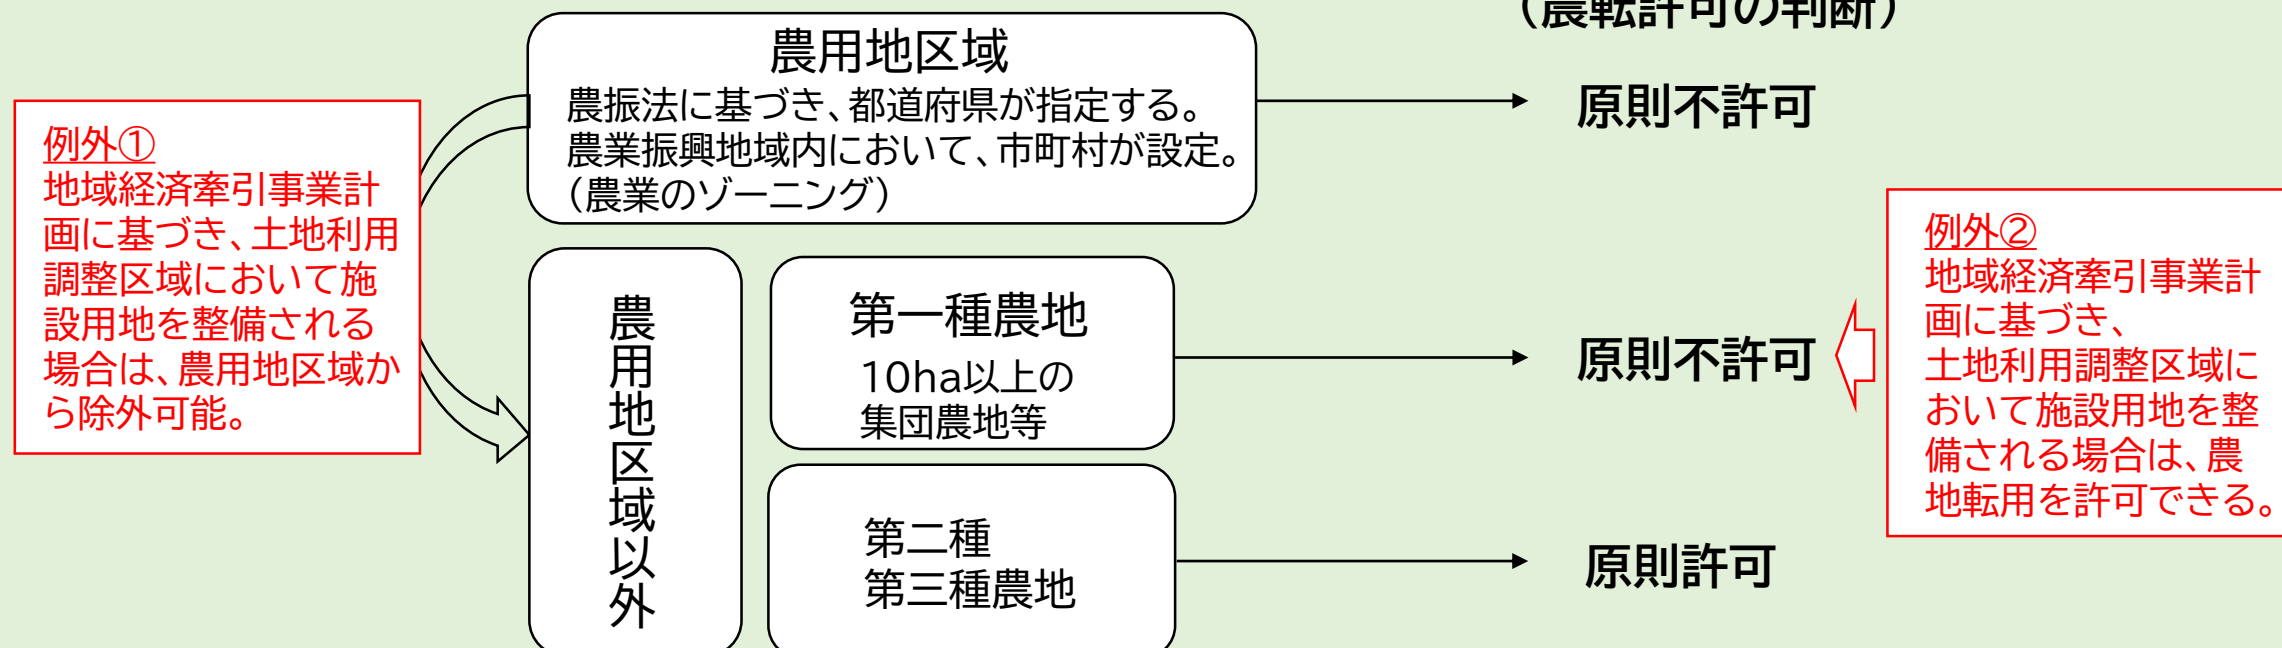 (農転許可の判断)
農用地区域
農振法に基づき、都道府県が指定する。
農業振興地域内において、市町村が設定。
(農業のゾーニング)
原則不許可
例外①
地域経済牽引事業計
画に基づき、土地利用
調整区域において施
設用地を整備される
場合は、農用地区域か
ら除外可能。
農用地区域以外
第一種農地
10ha以上の
集団農地等
原則不許可
例外②
地域経済牽引事業計
画に基づき、
土地利用調整区域に
おいて施設用地を整
備される場合は、農
地転用を許可できる。
第二種
第三種農地
原則許可